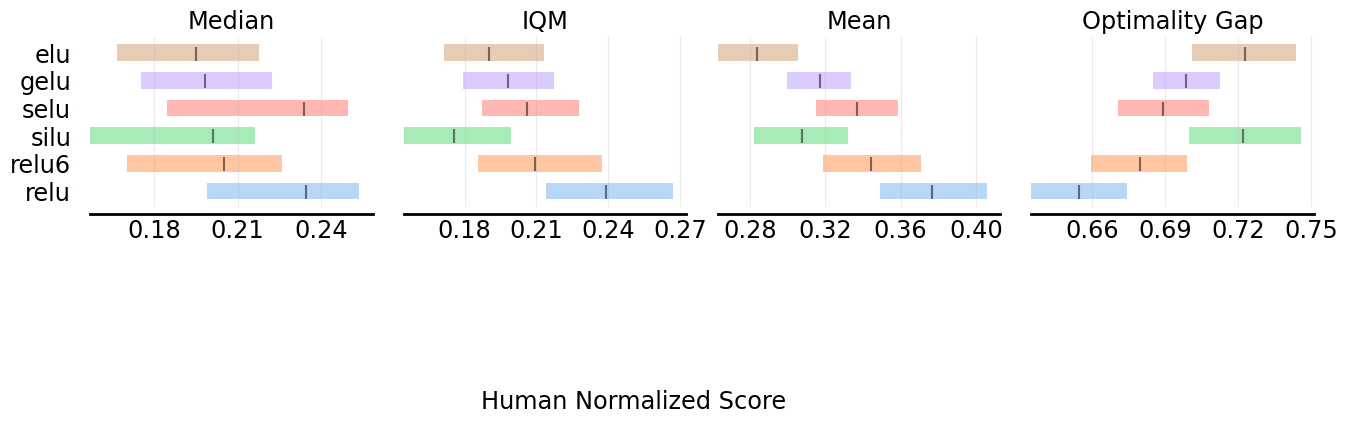 Median IQM Mean Optimality Gap
elu
gelu
selu
silu
relu6
relu
0.18 0.21 0.24 0.18 0.21 0.24 0.27 0.28 0.32 0.36 0.40 0.66 0.69 0.72 0.75
Human Normalized Score